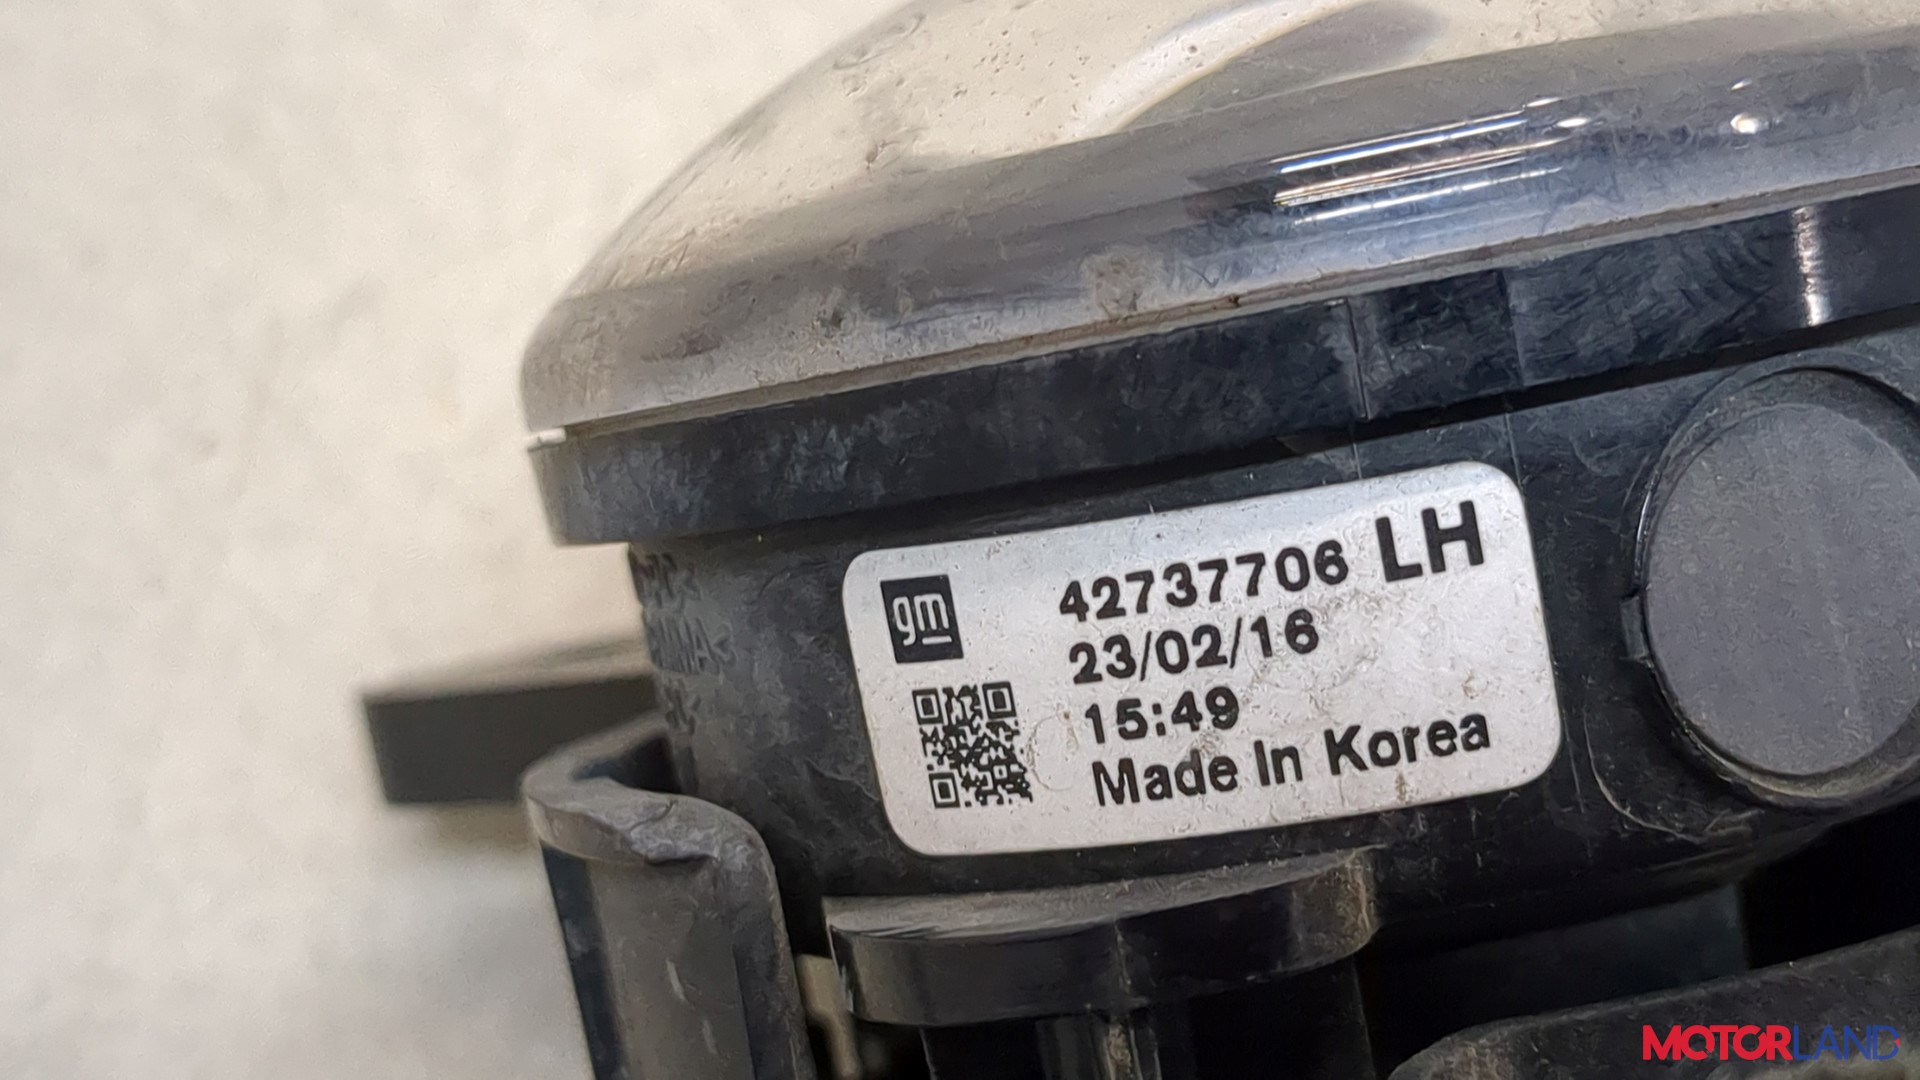 gm
42737706 LH
23/02/16
15:49
Made In Korea
MOTORLAND